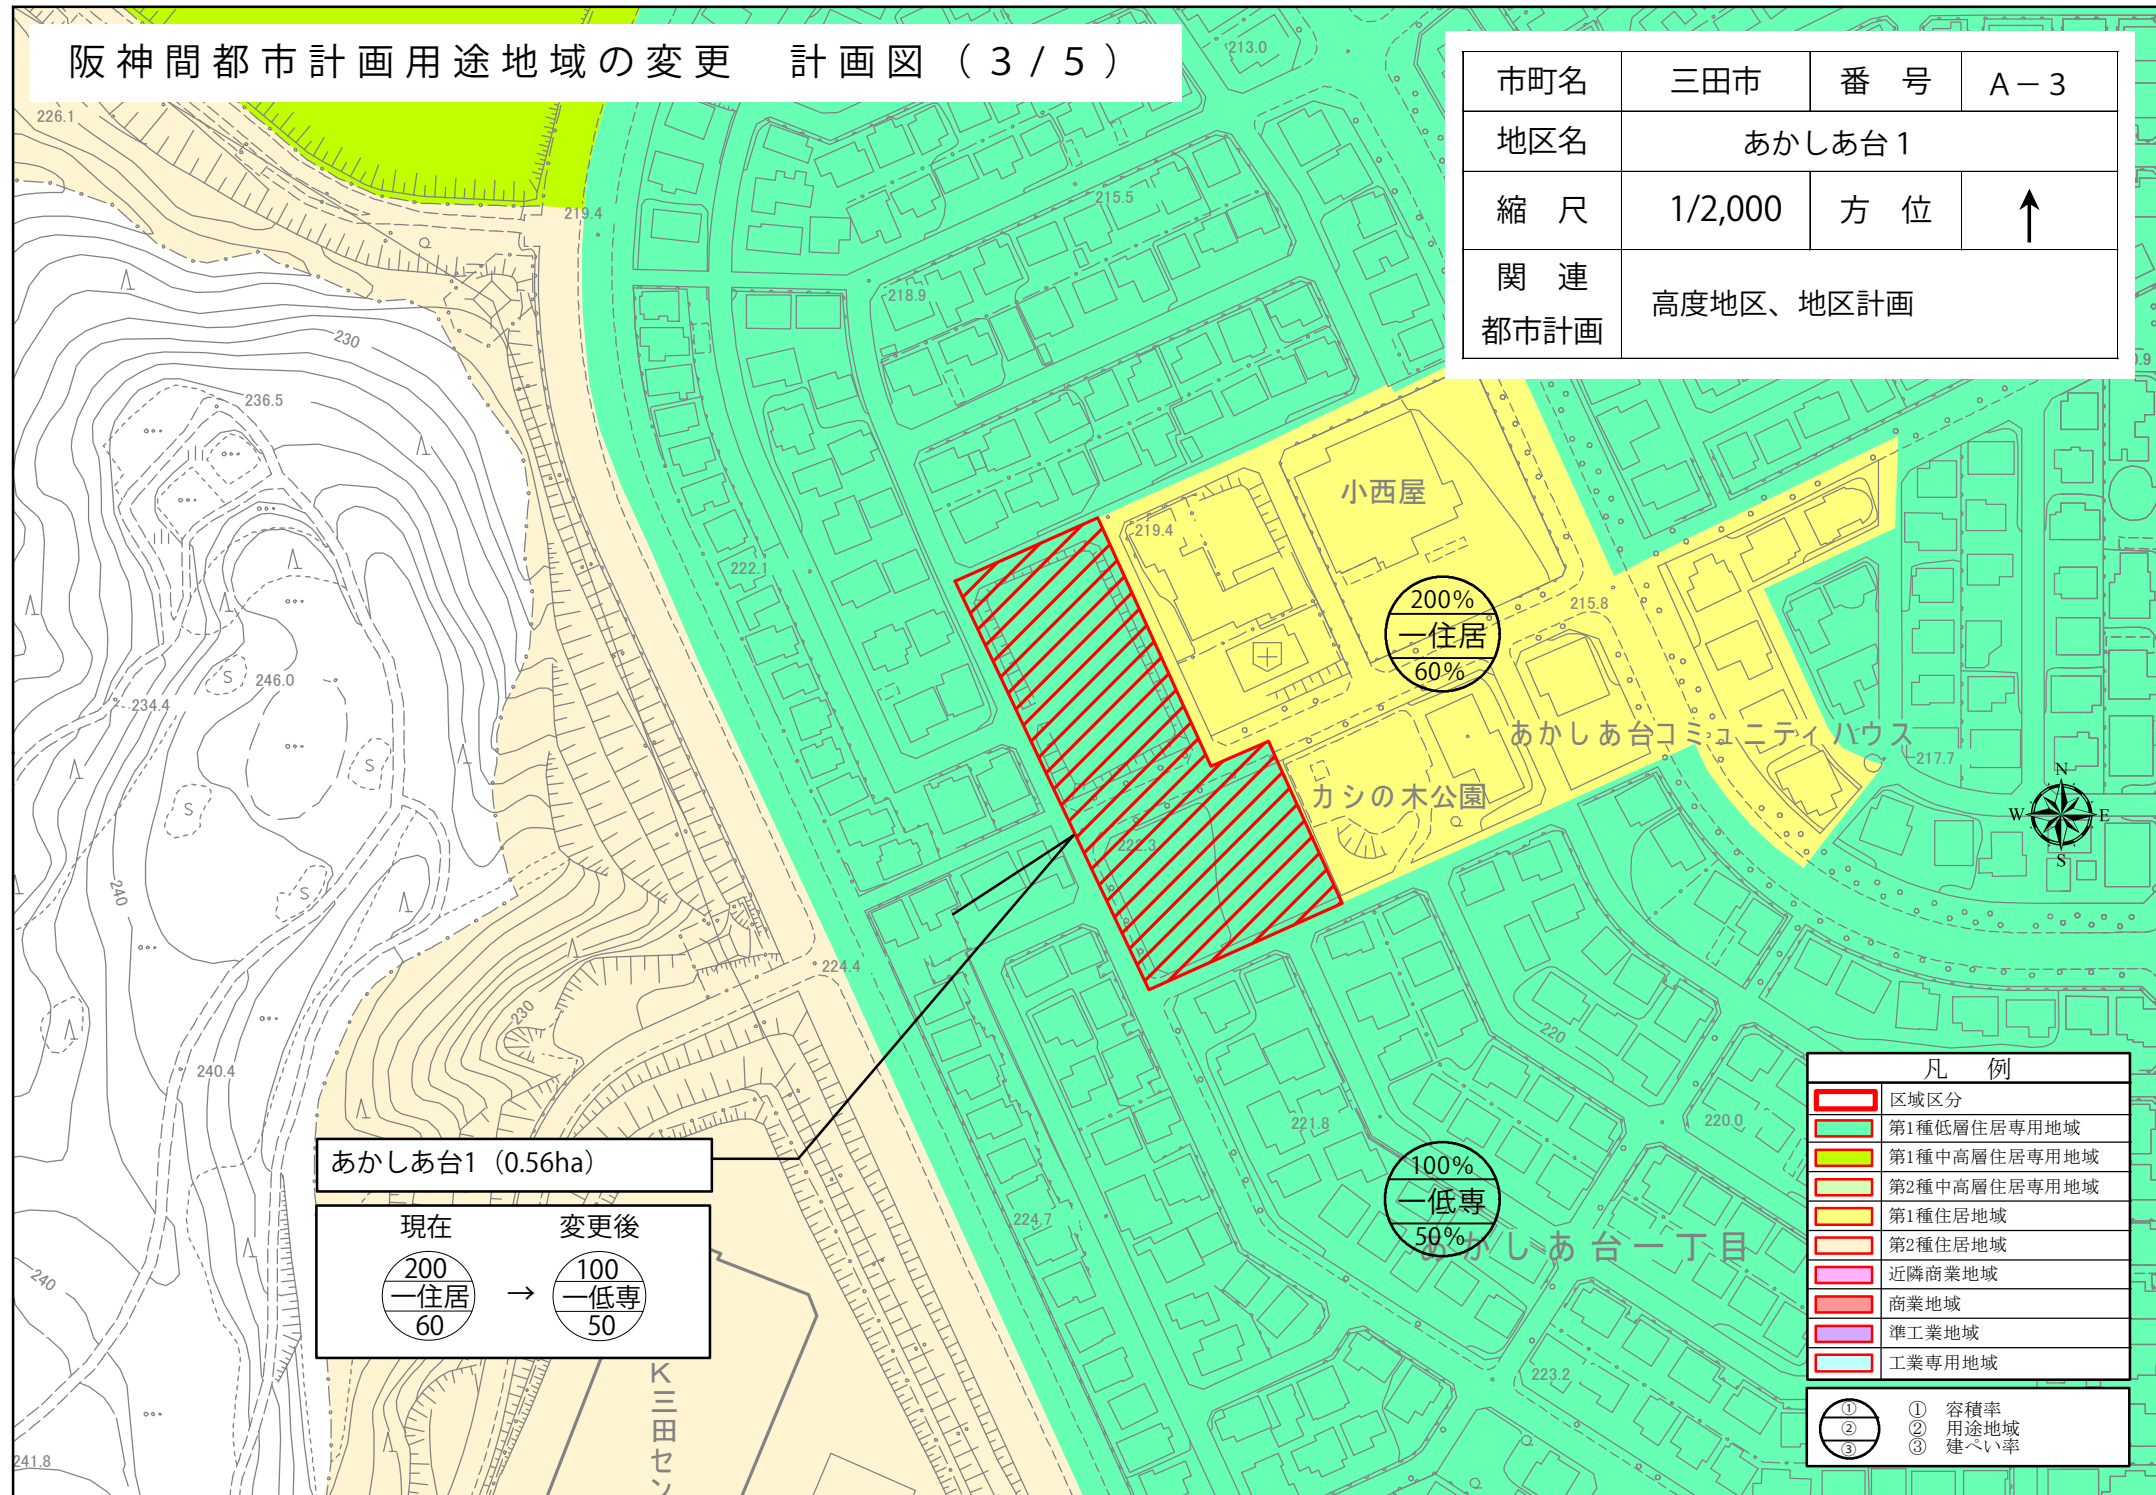 阪神間都市計画用途地域の変更　計画図（３/５）
市町名 三田市 番　号 Ａ－３
地区名 あかしあ台１
縮　尺 1/2,000 方　位
関　連
都市計画
高度地区、地区計画
213.0
226.1
219.4
215.5
218.9
230
236.5
小西屋
219.4
222.1
200%
一住居
60%
215.8
S
246.0
234.4
あかしあ台コミュニティハウス
217.7
S
カシの木公園
N
W
E
S
S
222.3
240
S
224.4
230
220
240.4
221.8
220.0
100%
一低専
50%
224.7
あかしあ台一丁目
あかしあ台1（0.56ha）
現在 変更後
200
一住居
60
→
100
一低専
50
240
K三田セン
223.2
241.8
凡　例
区域区分
第1種低層住居専用地域
第1種中高層住居専用地域
第2種中高層住居専用地域
第1種住居地域
第2種住居地域
近隣商業地域
商業地域
準工業地域
工業専用地域
①
②
③
①　容積率
②　用途地域
③　建ぺい率